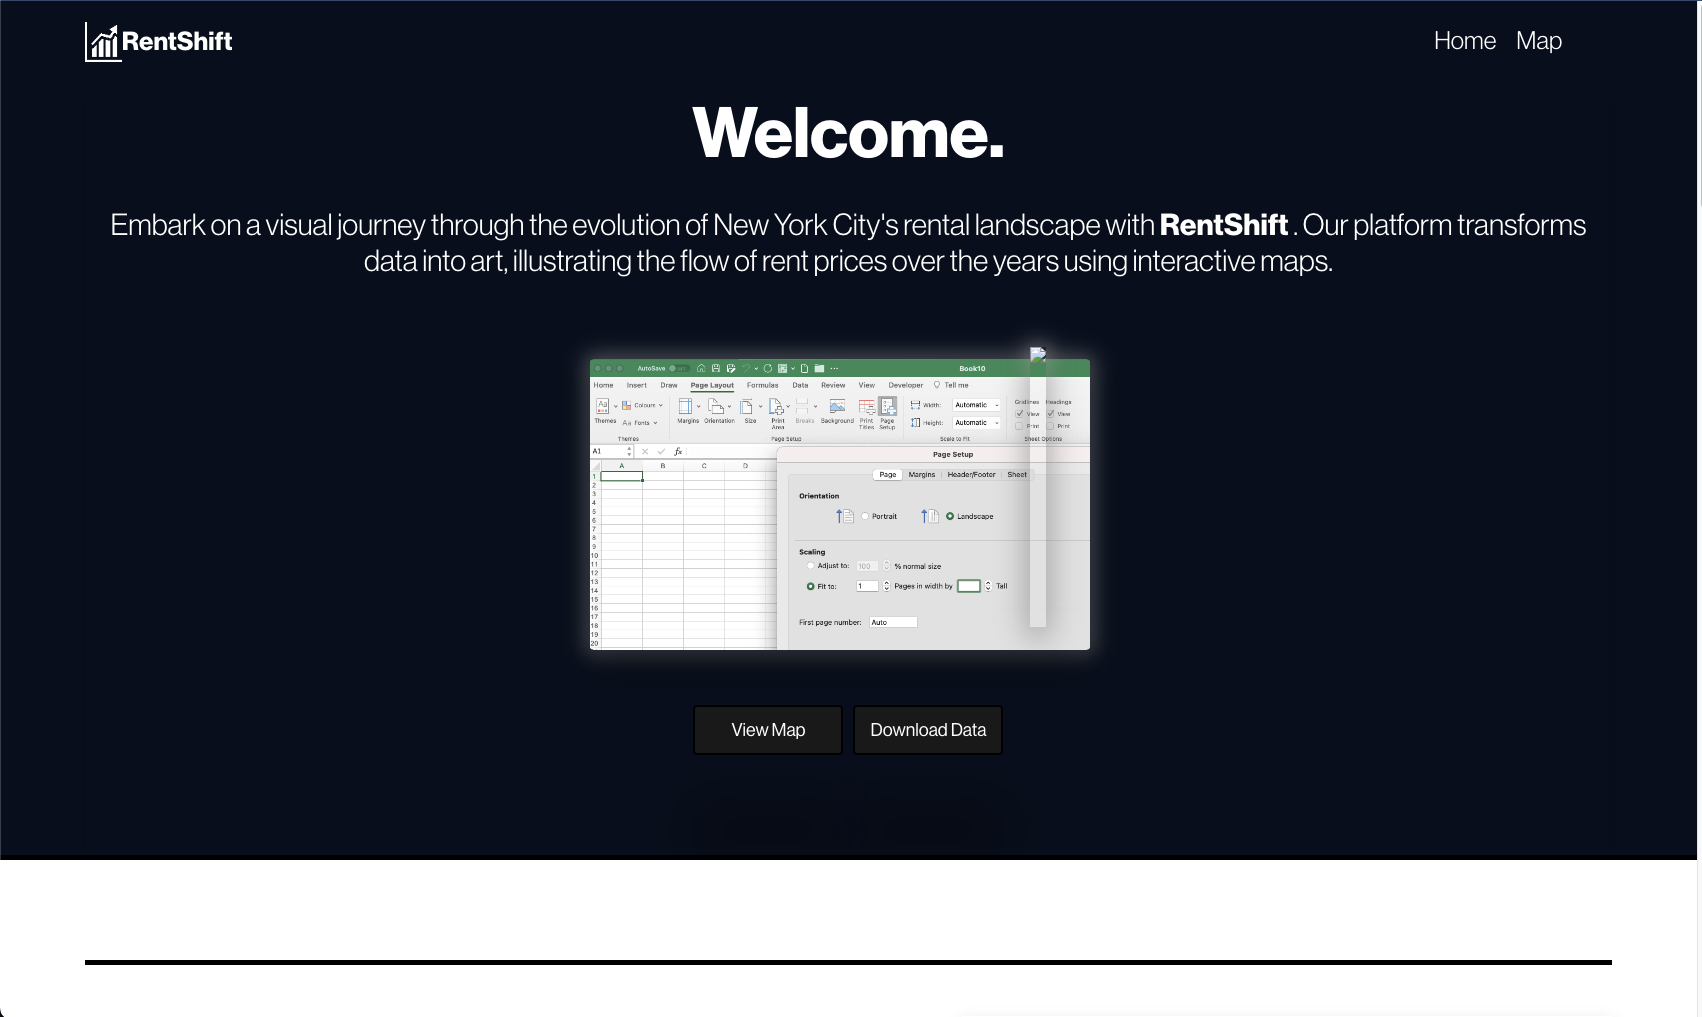 RentShift
Home Map
Welcome.
Embark on a visual journey through the evolution of New York City's rental landscape with RentShift . Our platform transforms
data into art, illustrating the flow of rent prices over the years using interactive maps.
AutoSave
Book10
Home Insert Draw Page Layout Formulas Data Review View Developer Tell me
Aa Colours
Aa Fonts
Themes
Themes
Margins Orientation Size Print Area Breaks Background Print Titles Page Setup
Page Setup
Width: Automatic
Height: Automatic
Scale to Fit
Gridlines Headings
View View
Print Print
Sheet Options
A1 fx
A B C D
1
2
3
4
5
6
7
8
9
10
11
12
13
14
15
16
17
18
19
20
Page Setup
Page Margins Header/Footer Sheet
Orientation
Portrait Landscape
Scaling
Adjust to: 100 % normal size
Fit to: 1 Pages in width by Tall
First page number: Auto
View Map Download Data